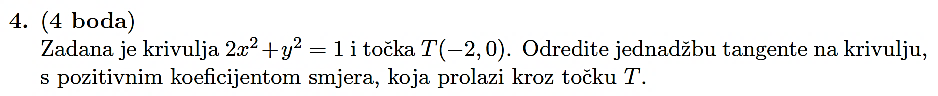 4. (4 boda)
Zadana je krivulja 2x²+y² = 1 i točka T(−2, 0). Odredite jednadžbu tangente na krivulju,
s pozitivnim koeficijentom smjera, koja prolazi kroz točku T.